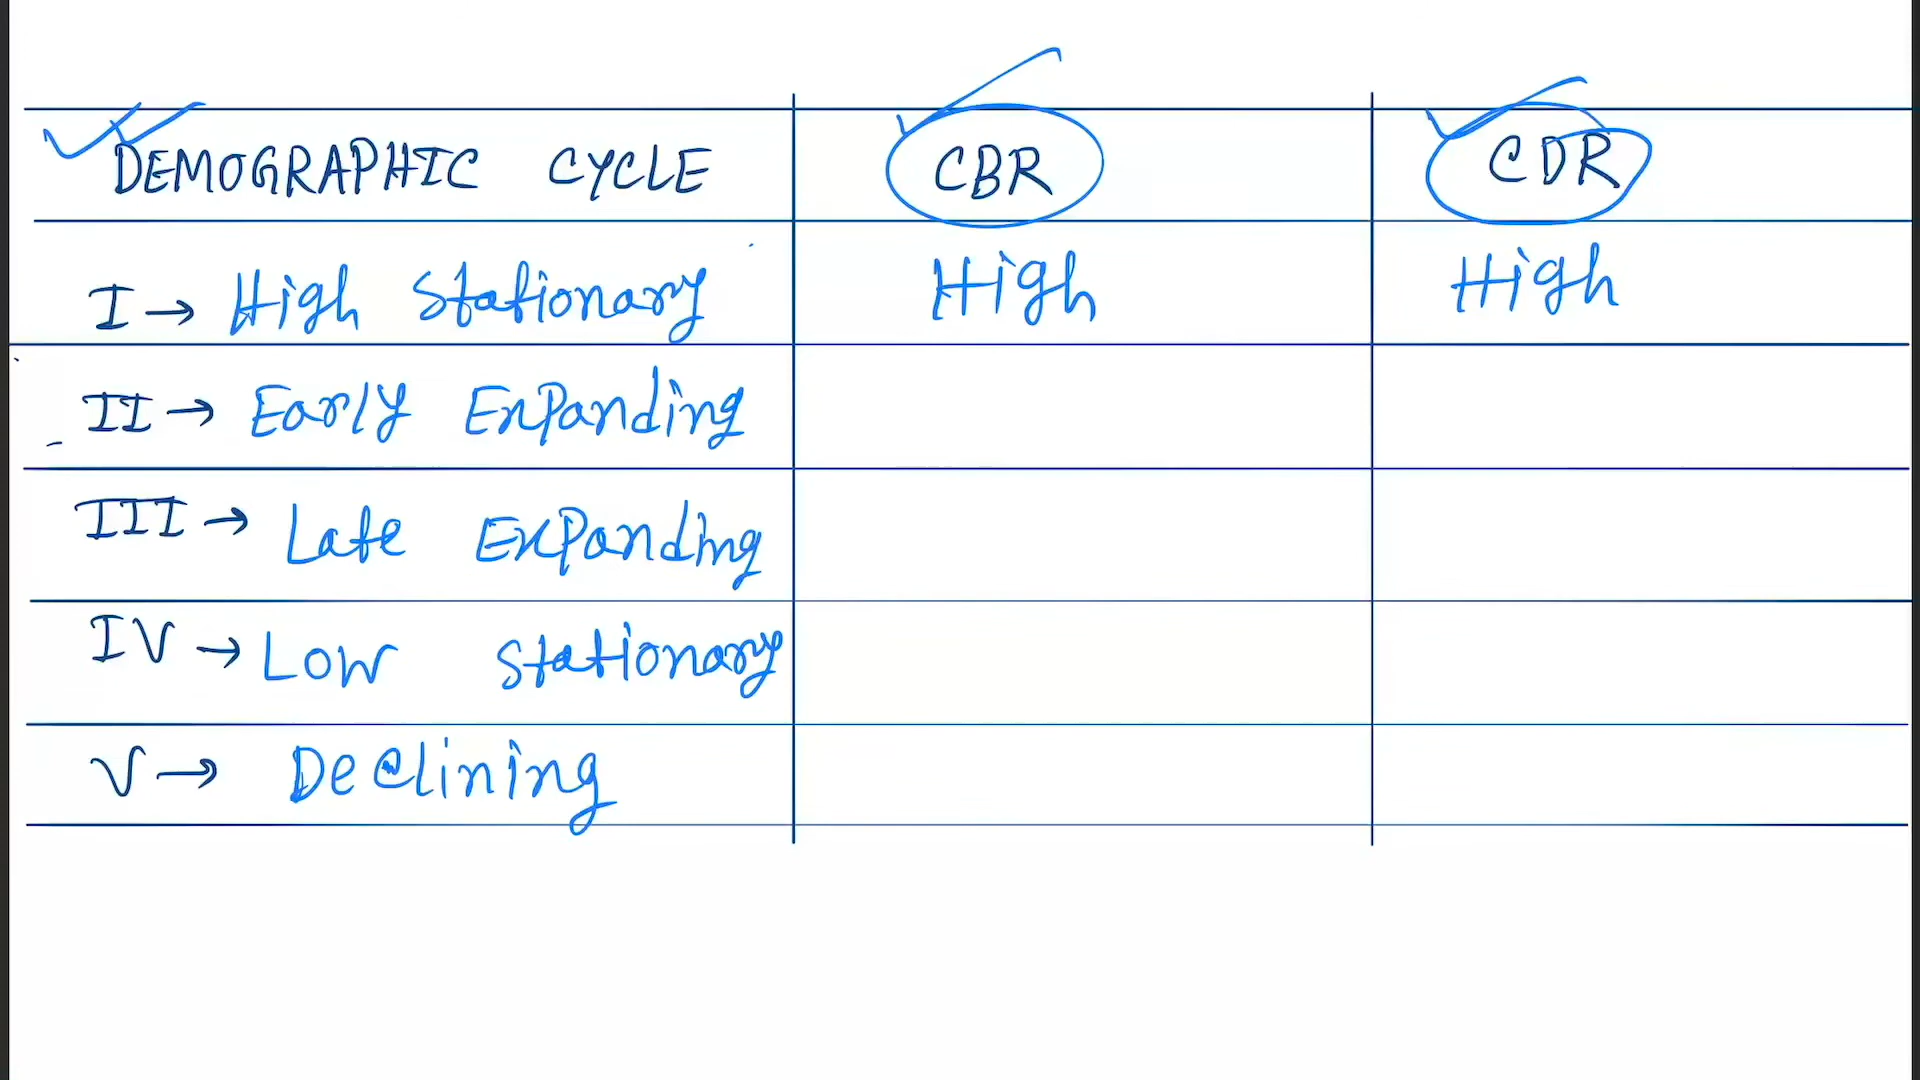 DEMOGRAPHIC CYCLE CBR CDR
I → High Stationary High High
II → Early Expanding
III → Late Expanding
IV → Low Stationary
V → Declining